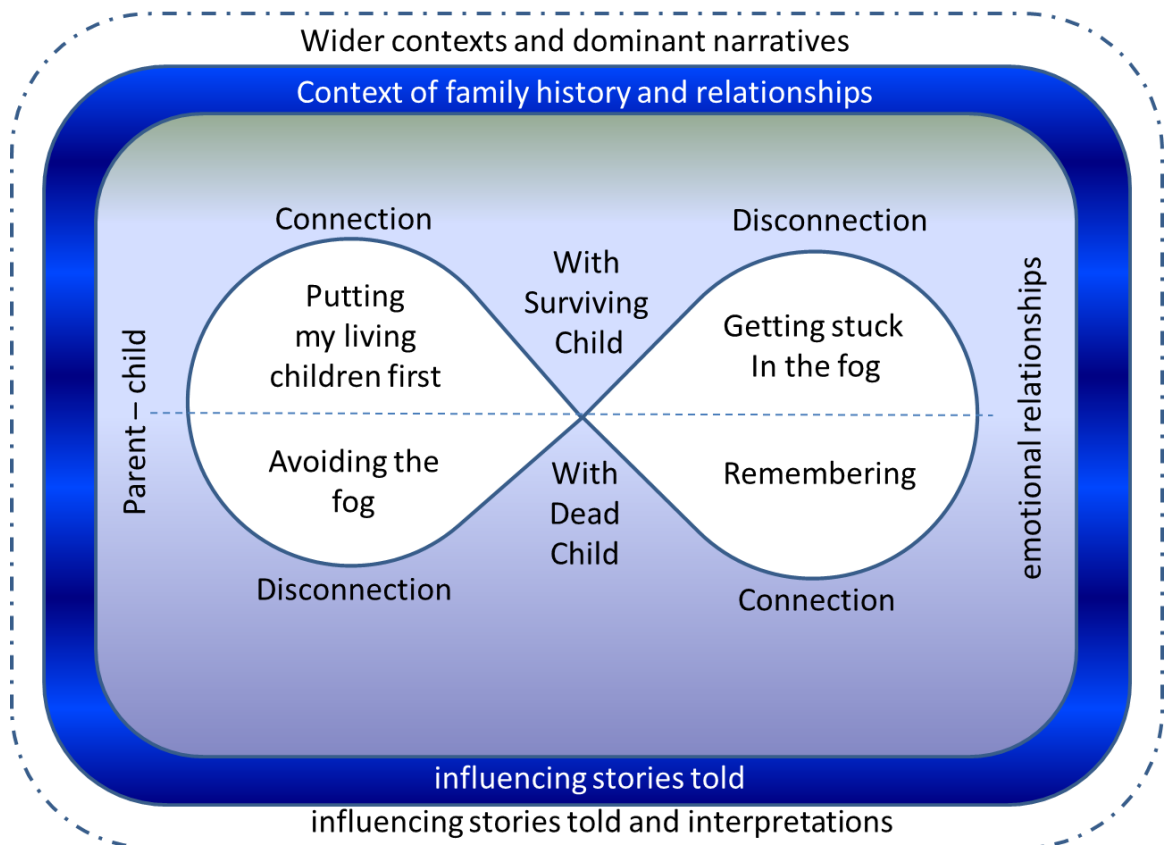 Wider contexts and dominant narratives
Context of family history and relationships
Connection
Disconnection
With
Surviving
Child
Putting
my living
children first
Getting stuck
In the fog
Parent – child
emotional relationships
Avoiding the
fog
With
Dead
Child
Remembering
Disconnection
Connection
influencing stories told
influencing stories told and interpretations